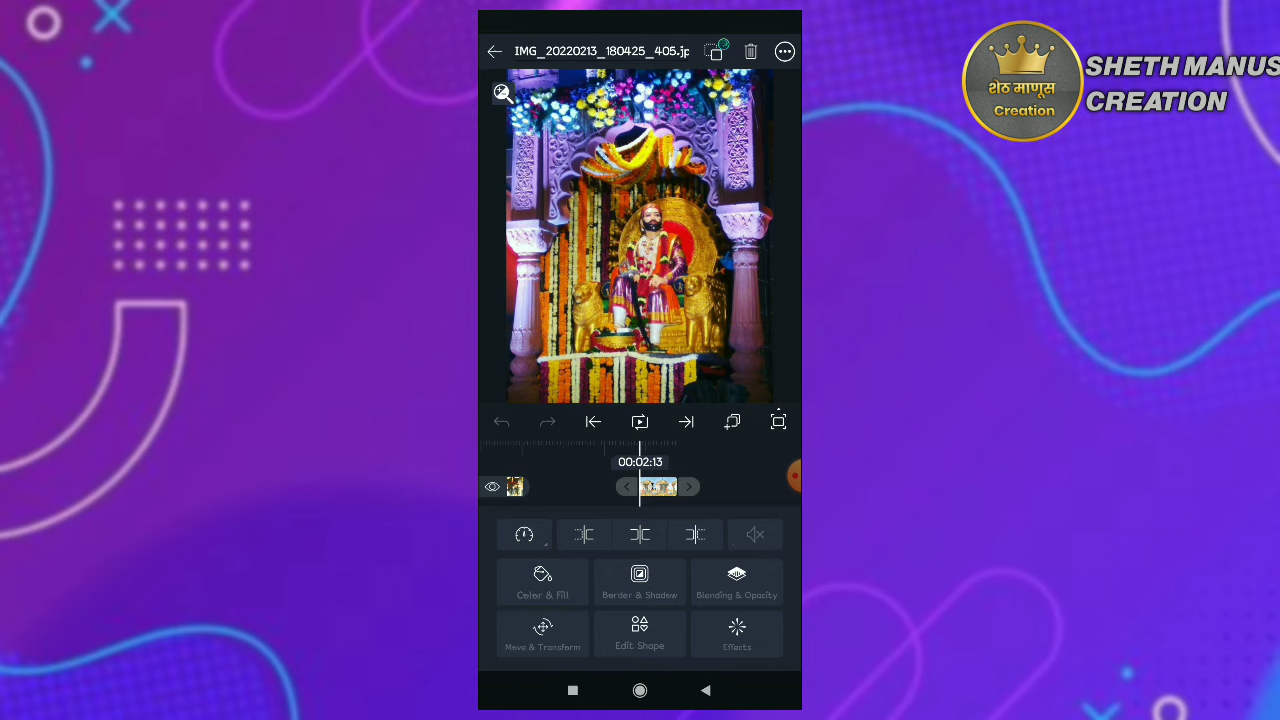 IMG_20220213_180425_405.jp
शेठ माणूस
Creation
SHETH MANUS
CREATION
00:02:13
Color & Fill
Border & Shadow
Blending & Opacity
Move & Transform
Edit Shape
Effects